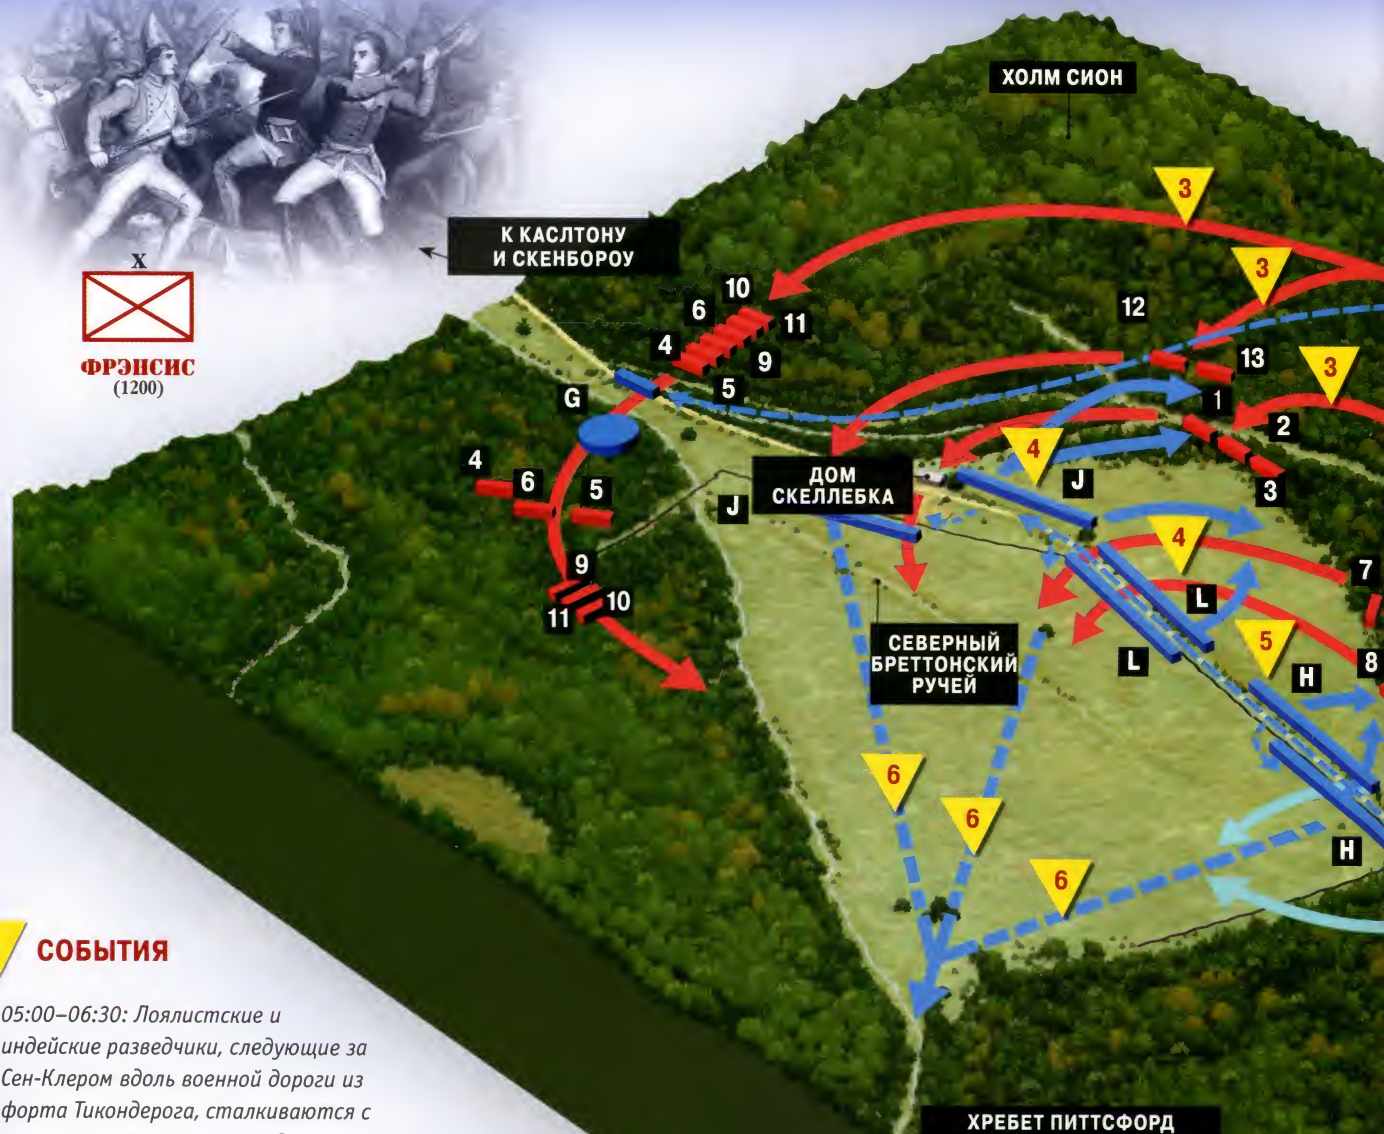 ХОЛМ СИОН
3
К КАСЛТОНУ
И СКЕНБОРОУ
X
3
10
6
11
12
4
9
13
3
ФРЭНСИС
(1200)
5
G
1
2
4
4
6
5
ДОМ
СКЕЛЛЕБКА
J
J
3
4
9
7
11
10
L
СЕВЕРНЫЙ
БРЕТТОНСКИЙ
РУЧЕЙ
5
L
8
H
6
6
H
6
СОБЫТИЯ
05:00–06:30: Лоялистские и
индейские разведчики, следующие за
Сен-Клером вдоль военной дороги из
форта Тикондерога, сталкиваются с
ХРЕБЕТ ПИТТСФОРД